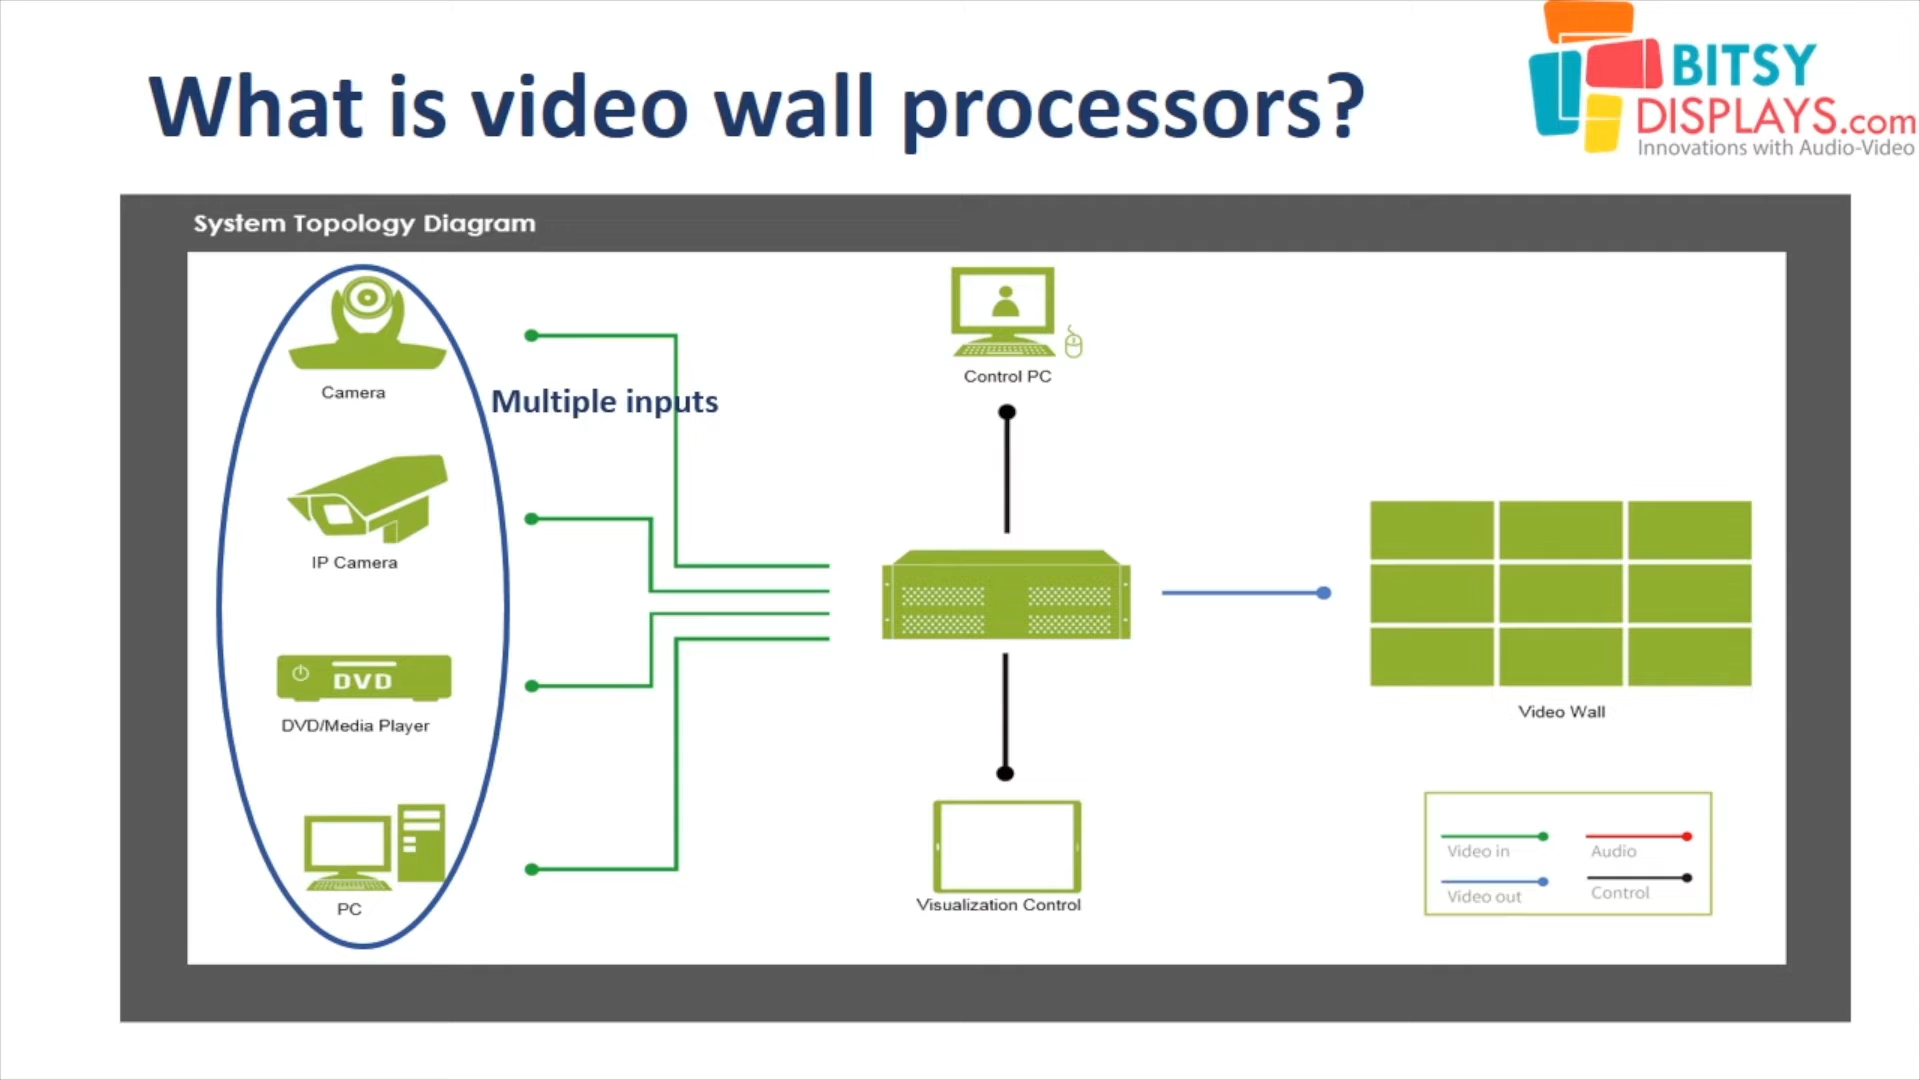 What is video wall processors?
BITSY
DISPLAYS.com
Innovations with Audio-Video
System Topology Diagram
Camera
Multiple inputs
IP Camera
DVD
DVD/Media Player
PC
Control PC
Visualization Control
Video Wall
Video in
Audio
Video out
Control